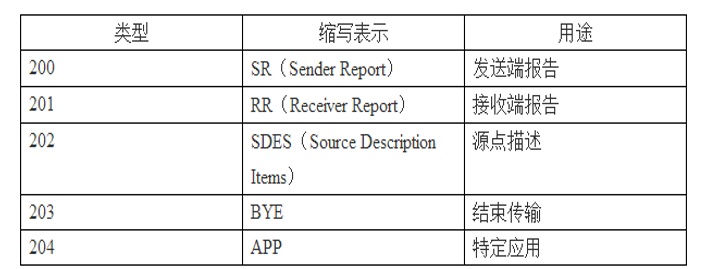 类型 缩写表示 用途
200 SR（Sender Report） 发送端报告
201 RR（Receiver Report） 接收端报告
202 SDES（Source Description 源点描述
Items）
203 BYE 结束传输
204 APP 特定应用